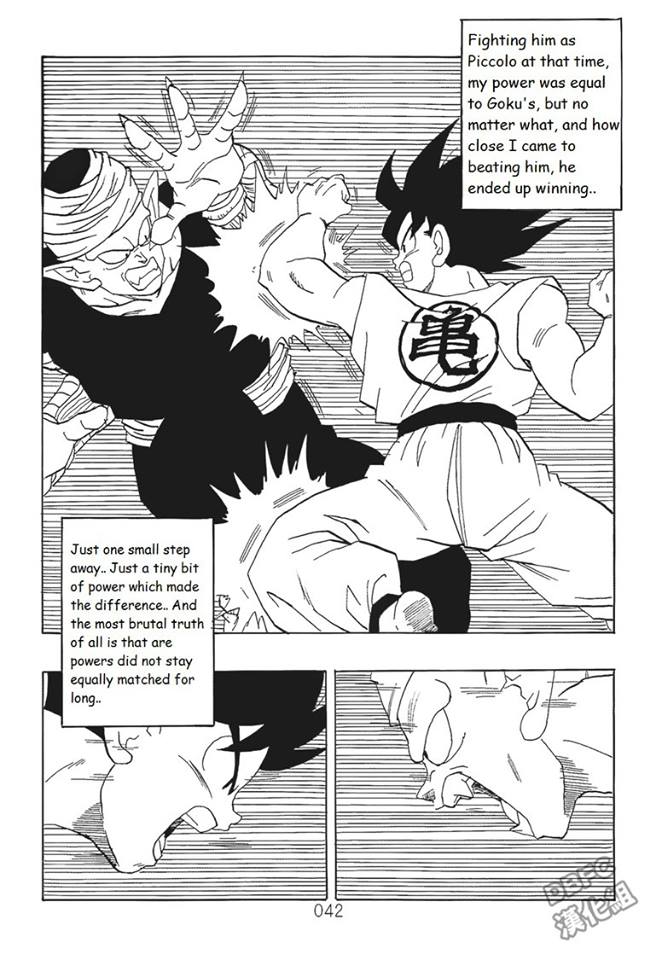 Fighting him as
Piccolo at that time,
my power was equal
to Goku's, but no
matter what, and how
close I came to
beating him, he
ended up winning..
亀
Just one small step
away.. Just a tiny bit
of power which made
the difference.. And
the most brutal truth
of all is that are
powers did not stay
equally matched for
long..
042
DBFC
漢化組